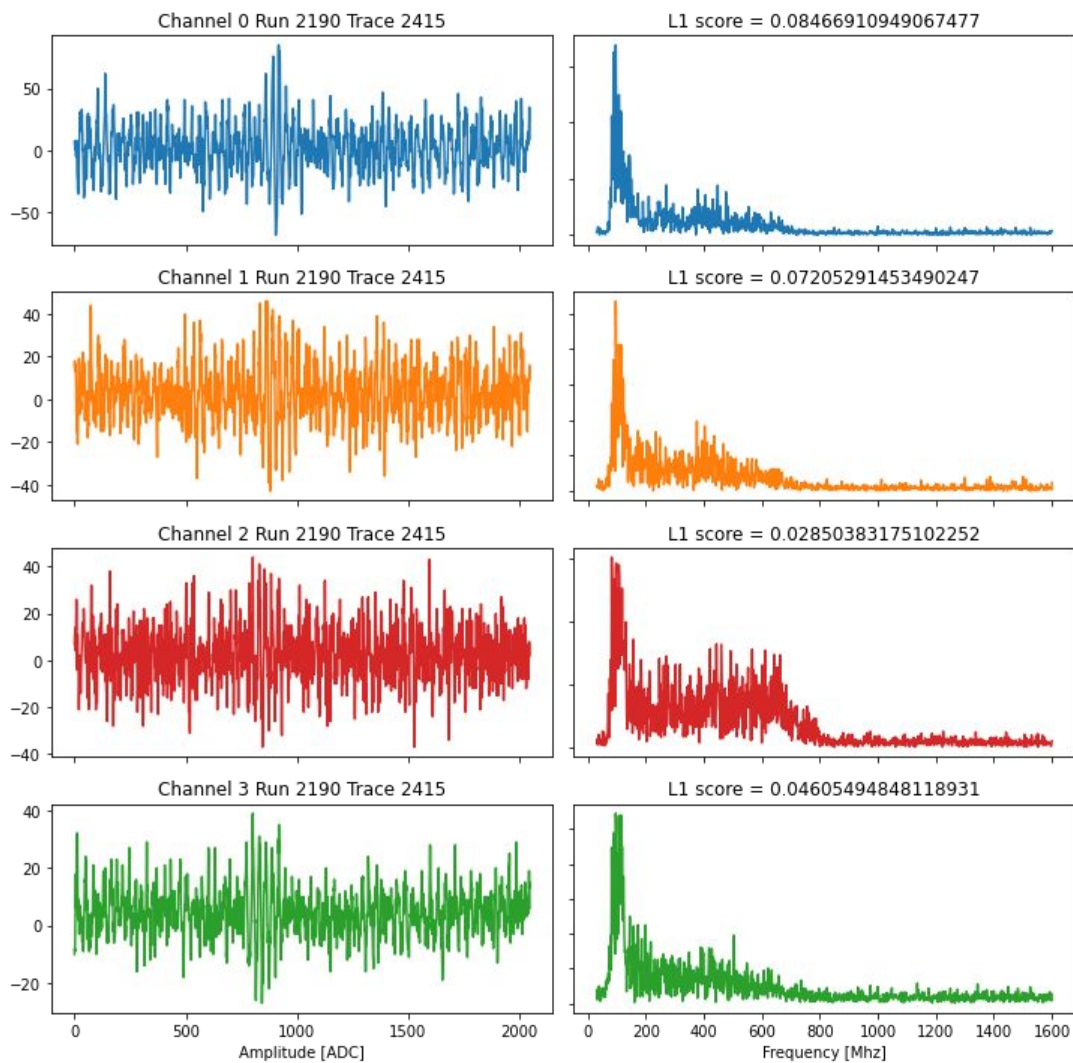 Channel 0 Run 2190 Trace 2415
L1 score = 0.08466910949067477
50
0
−50
Channel 1 Run 2190 Trace 2415
L1 score = 0.07205291453490247
40
20
0
−20
−40
Channel 2 Run 2190 Trace 2415
L1 score = 0.02850383175102252
40
20
0
−20
−40
Channel 3 Run 2190 Trace 2415
L1 score = 0.04605494848118931
40
20
0
−20
0 500 1000 1500 2000
0 200 400 600 800 1000 1200 1400 1600
Amplitude [ADC]
Frequency [Mhz]